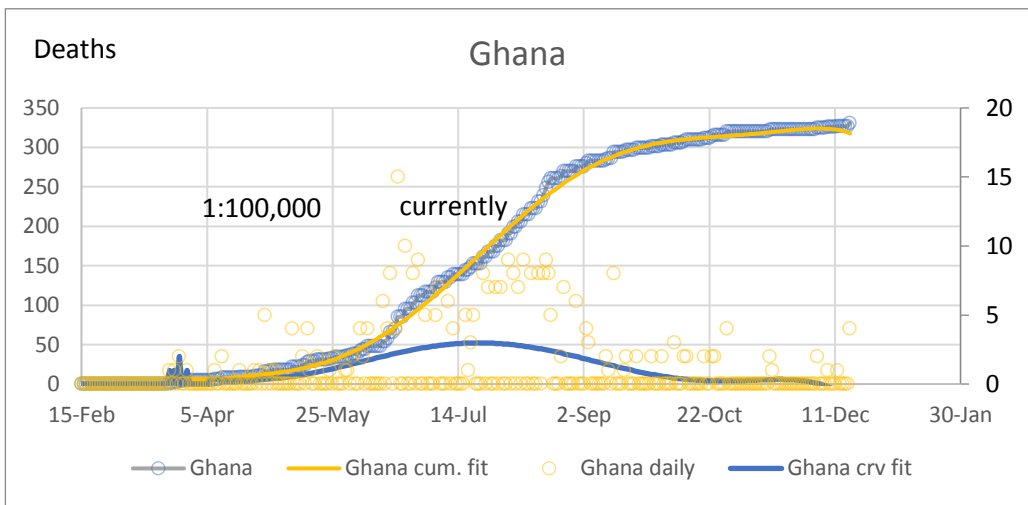 Deaths
Ghana
350
300
250
200
150
100
50
0
20
15
10
5
0
1:100,000 currently
15-Feb 5-Apr 25-May 14-Jul 2-Sep 22-Oct 11-Dec 30-Jan
Ghana Ghana cum. fit Ghana daily Ghana crv fit